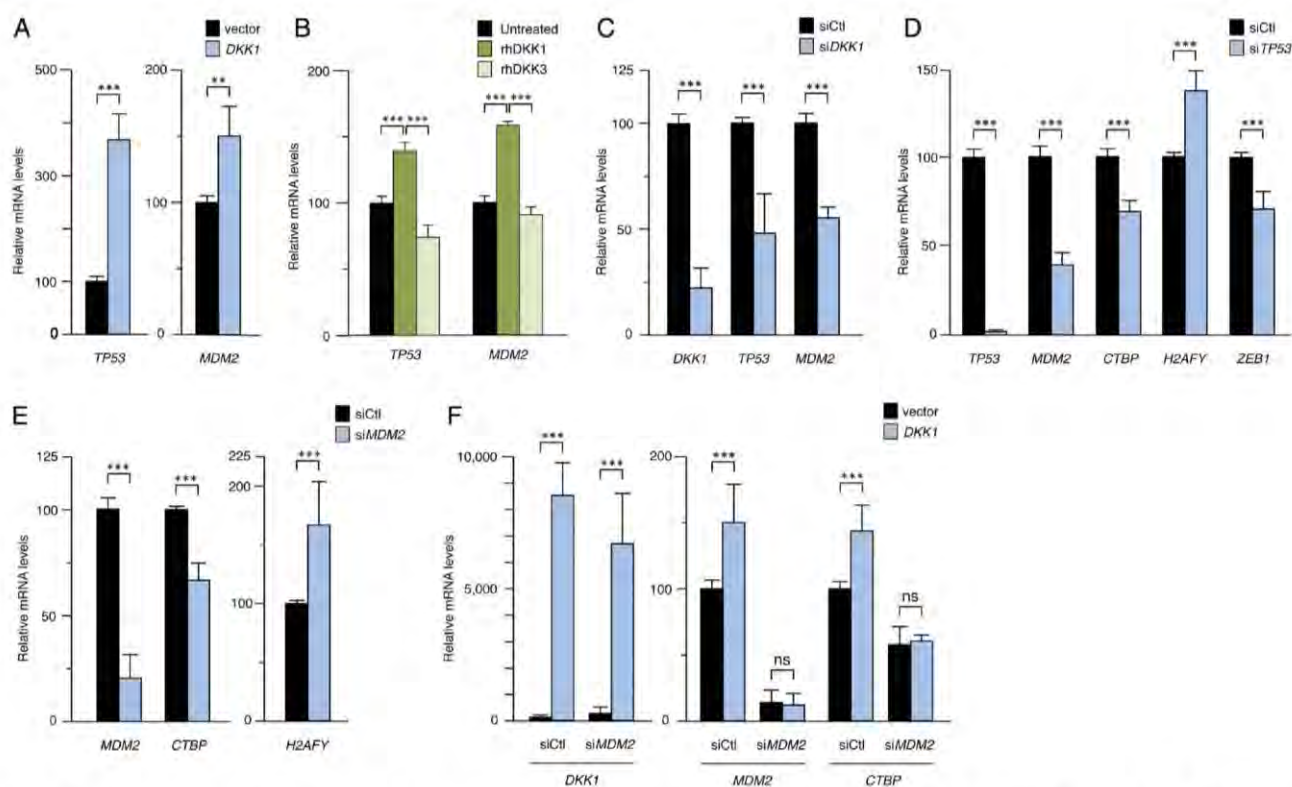 A
vector
DKK1
Relative mRNA levels
500
300
100
0
***
TP53
200
100
0
**
MDM2
B
Untreated
rhDKK1
rhDKK3
Relative mRNA levels
200
100
0
*** ***
*** ***
TP53 MDM2
C
siCtl
siDKK1
Relative mRNA levels
125
100
50
0
*** *** ***
DKK1 TP53 MDM2
D
siCtl
siTP53
Relative mRNA levels
150
100
50
0
*** *** *** *** ***
TP53 MDM2 CTBP H2AFY ZEB1
E
siCtl
siMDM2
Relative mRNA levels
125
100
50
0
*** ***
MDM2 CTBP
225
200
100
0
***
H2AFY
F
vector
DKK1
Relative mRNA levels
10,000
5,000
0
*** ***
siCtl siMDM2
DKK1
200
100
0
*** ns *** ns
siCtl siMDM2 siCtl siMDM2
MDM2 CTBP